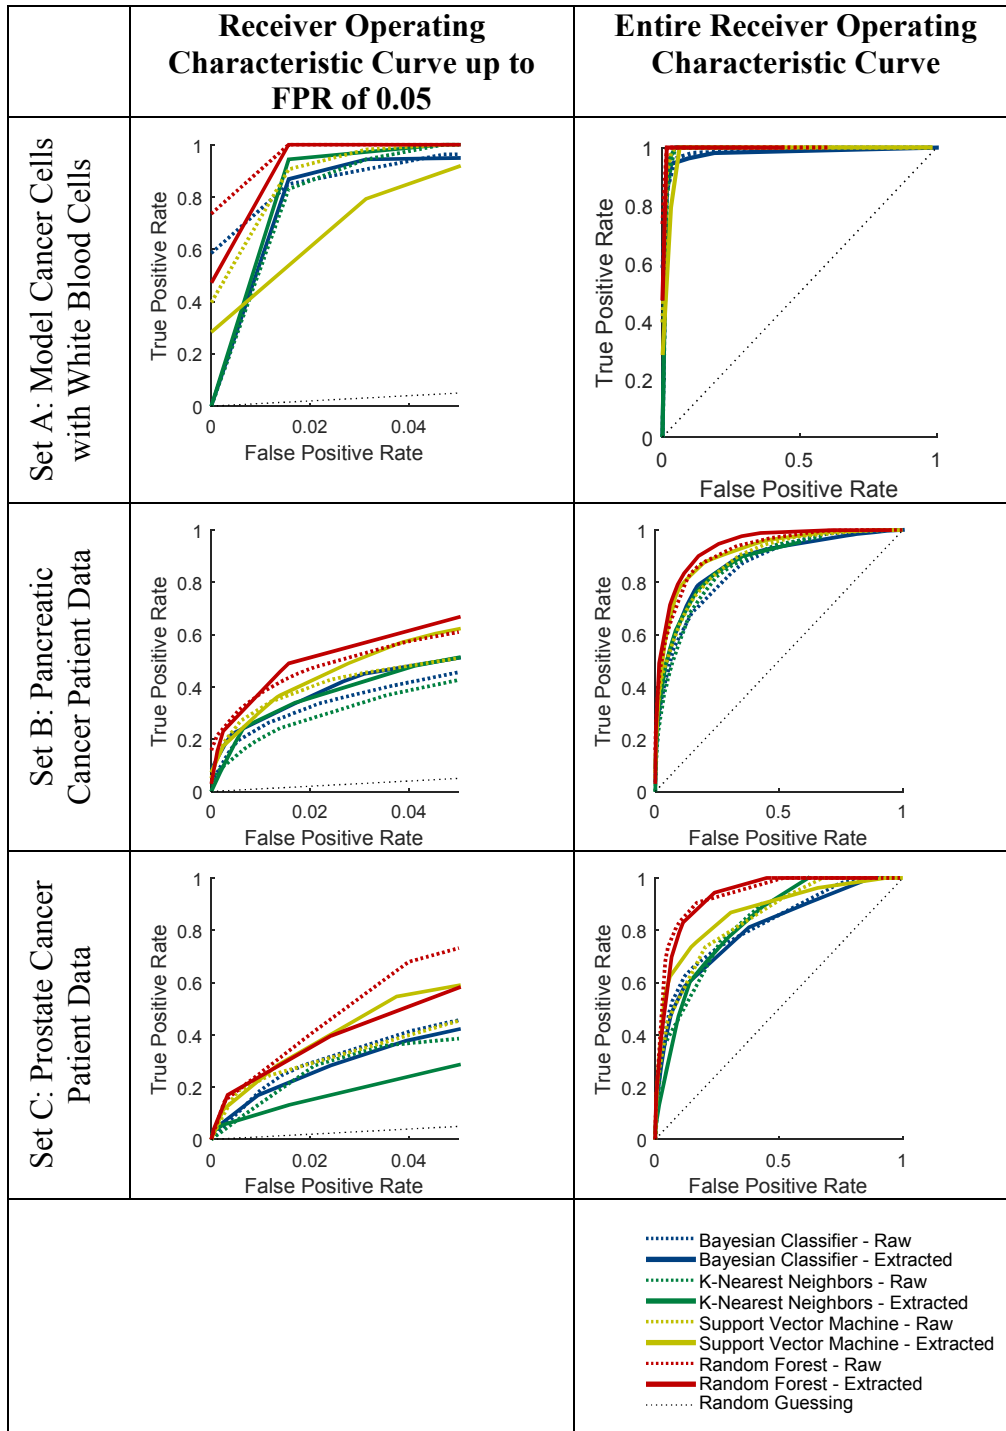 Receiver Operating
Characteristic Curve up to
FPR of 0.05
Entire Receiver Operating
Characteristic Curve
Set A: Model Cancer Cells
with White Blood Cells
1
0.8
0.6
0.4
0.2
0
0
0.02
0.04
True Positive Rate
False Positive Rate
1
0.8
0.6
0.4
0.2
0
0
0.5
1
True Positive Rate
False Positive Rate
Set B: Pancreatic
Cancer Patient Data
1
0.8
0.6
0.4
0.2
0
0
0.02
0.04
True Positive Rate
False Positive Rate
1
0.8
0.6
0.4
0.2
0
0
0.5
1
True Positive Rate
False Positive Rate
Set C: Prostate Cancer
Patient Data
1
0.8
0.6
0.4
0.2
0
0
0.02
0.04
True Positive Rate
False Positive Rate
1
0.8
0.6
0.4
0.2
0
0
0.5
1
True Positive Rate
False Positive Rate
Bayesian Classifier - Raw
Bayesian Classifier - Extracted
K-Nearest Neighbors - Raw
K-Nearest Neighbors - Extracted
Support Vector Machine - Raw
Support Vector Machine - Extracted
Random Forest - Raw
Random Forest - Extracted
Random Guessing